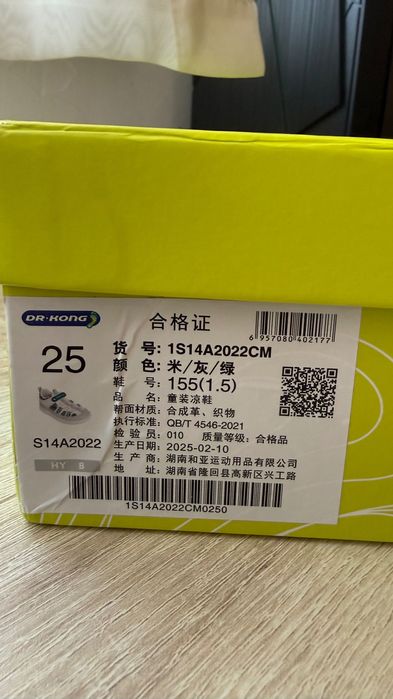 DR·KONG
合格证
6 957080 402177
25
货 号: 1S14A2022CM
颜 色: 米/灰/绿
鞋 号: 155(1.5)
品 名: 童装凉鞋
帮面材质: 合成革、织物
执行标准: QB/T 4546-2021
检 验 员: 010 质量等级: 合格品
生产日期: 2025-02-10
生 产 商: 湖南和亚运动用品有限公司
地 址: 湖南省隆回县高新区兴工路
S14A2022
HY B
1S14A2022CM0250